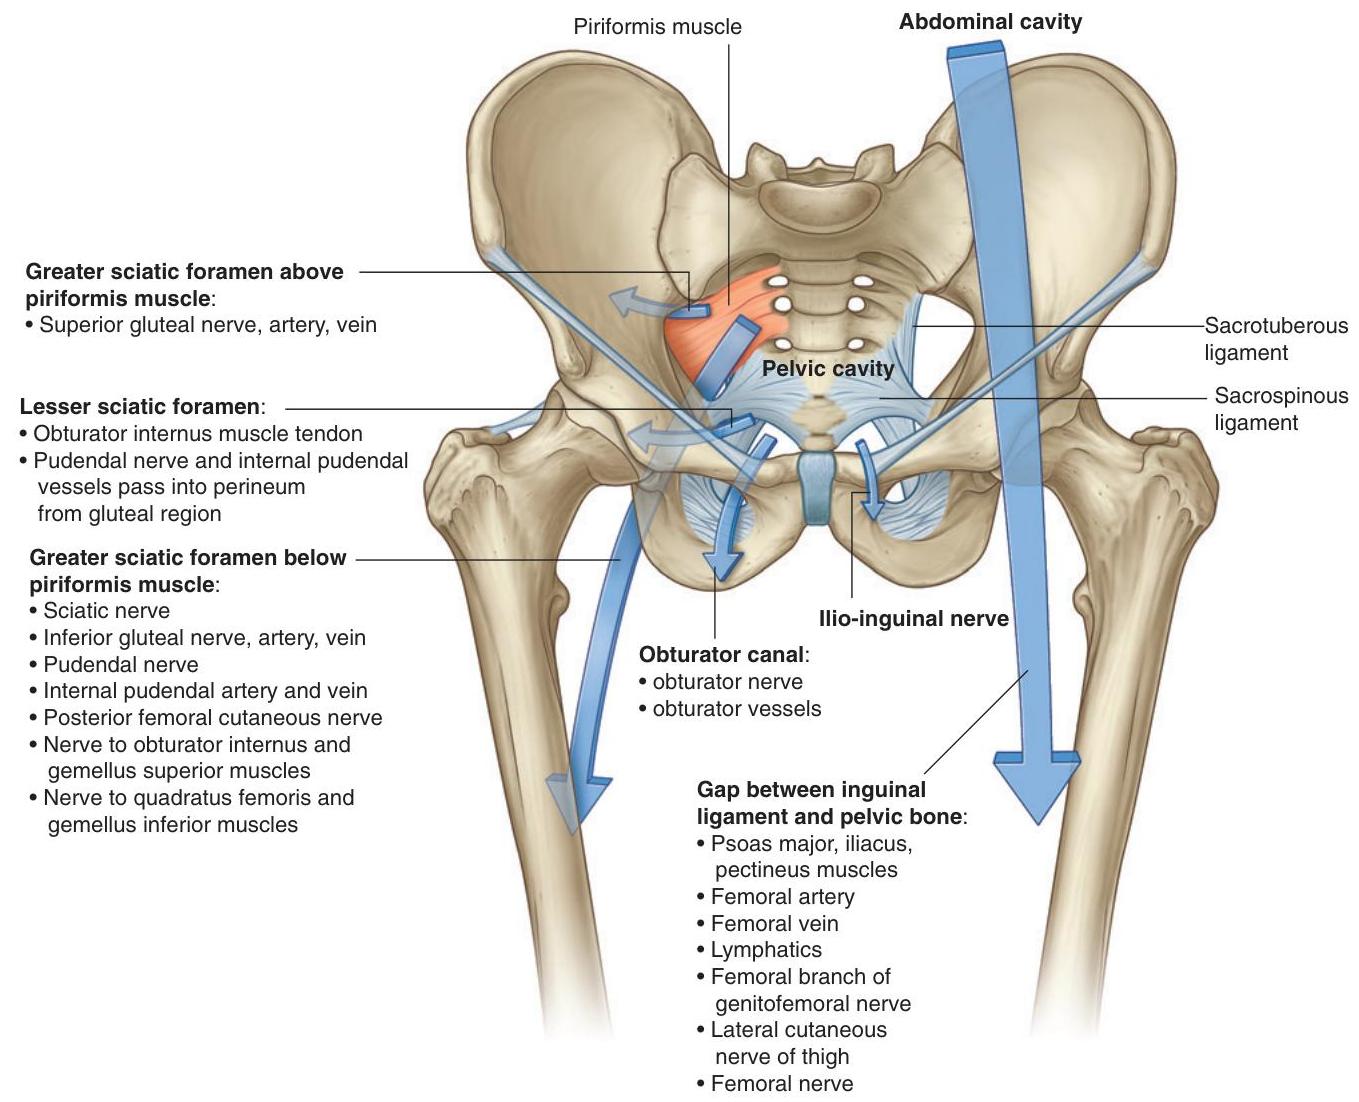 Piriformis muscle
Abdominal cavity
Greater sciatic foramen above
piriformis muscle:
• Superior gluteal nerve, artery, vein
Sacrotuberous
ligament
Pelvic cavity
Sacrospinous
ligament
Lesser sciatic foramen:
• Obturator internus muscle tendon
• Pudendal nerve and internal pudendal
vessels pass into perineum
from gluteal region
Greater sciatic foramen below
piriformis muscle:
• Sciatic nerve
• Inferior gluteal nerve, artery, vein
• Pudendal nerve
• Internal pudendal artery and vein
• Posterior femoral cutaneous nerve
• Nerve to obturator internus and
gemellus superior muscles
• Nerve to quadratus femoris and
gemellus inferior muscles
Ilio-inguinal nerve
Obturator canal:
• obturator nerve
• obturator vessels
Gap between inguinal
ligament and pelvic bone:
• Psoas major, iliacus,
pectineus muscles
• Femoral artery
• Femoral vein
• Lymphatics
• Femoral branch of
genitofemoral nerve
• Lateral cutaneous
nerve of thigh
• Femoral nerve